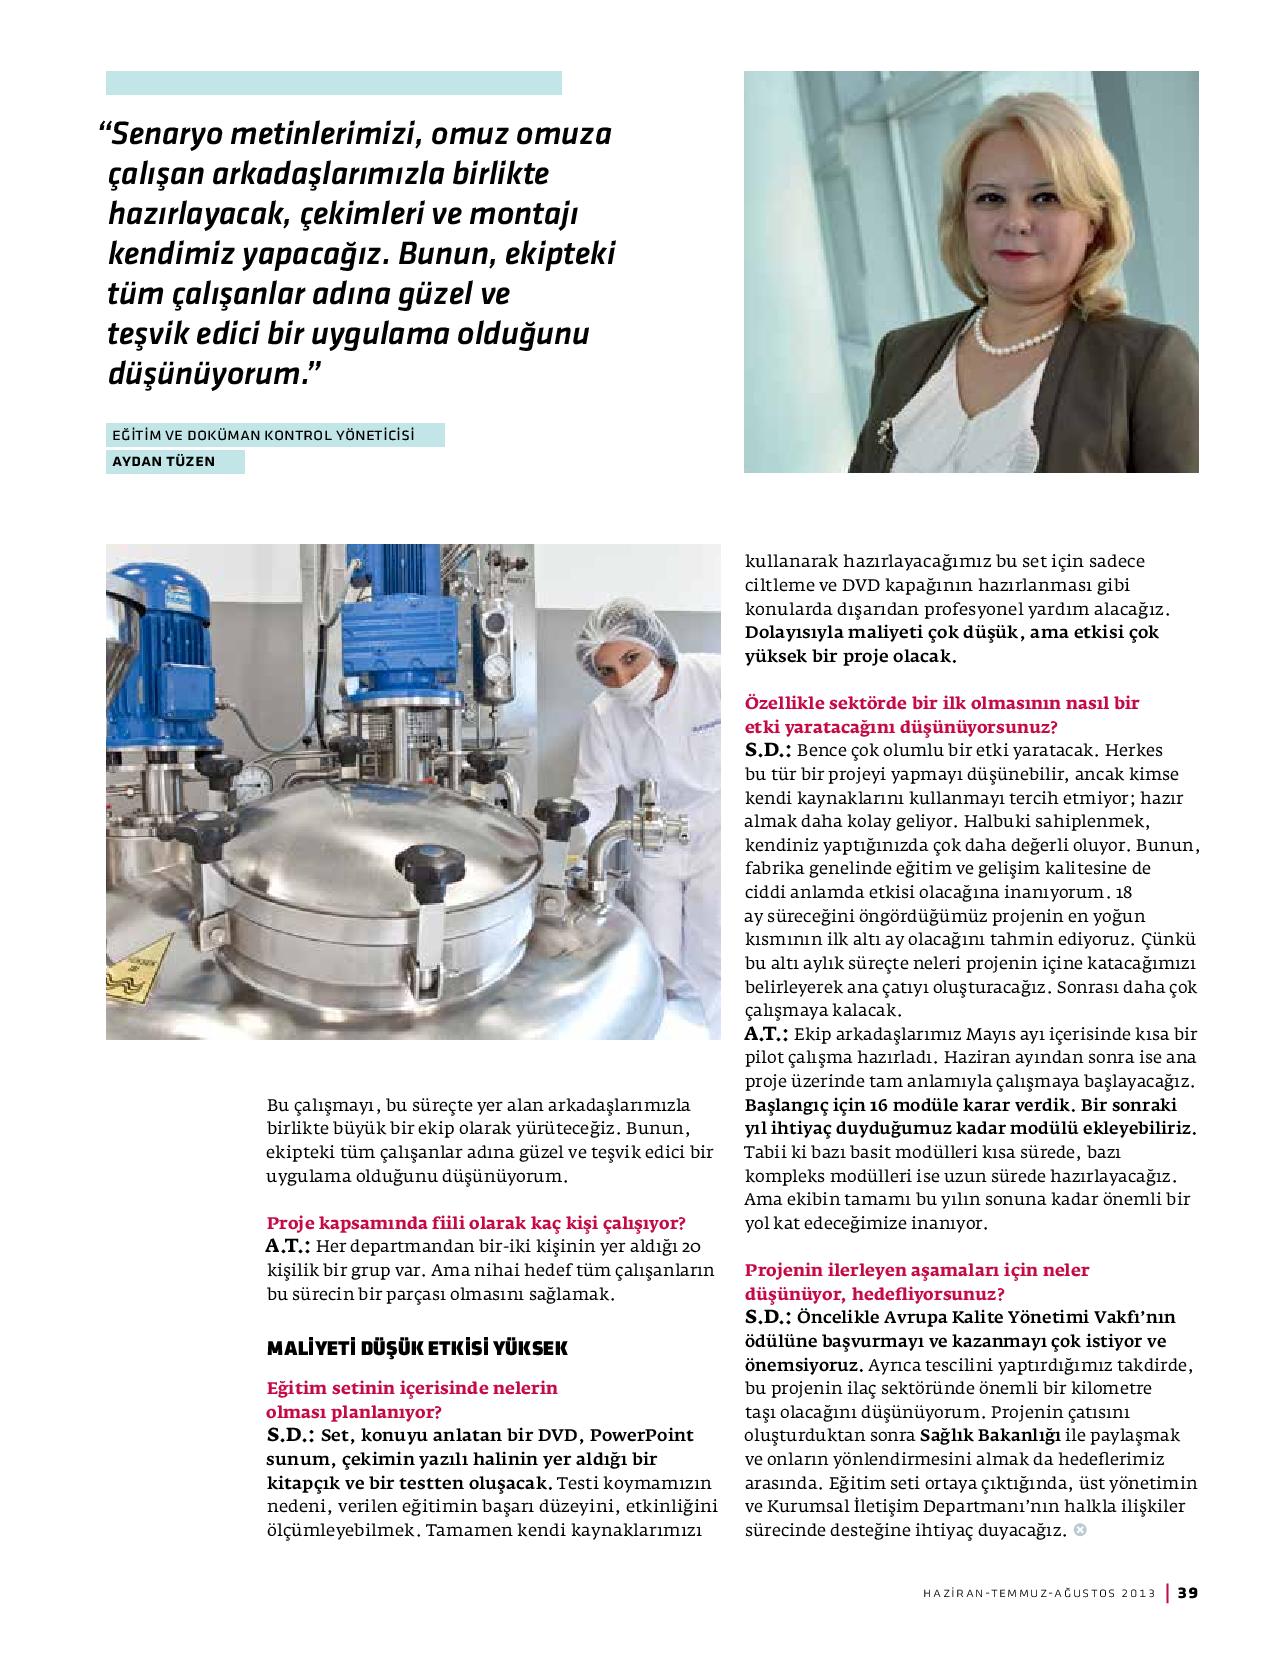 “Senaryo metinlerimizi, omuz omuza
çalışan arkadaşlarımızla birlikte
hazırlayacak, çekimleri ve montajı
kendimiz yapacağız. Bunun, ekipteki
tüm çalışanlar adına güzel ve
teşvik edici bir uygulama olduğunu
düşünüyorum.”
EĞİTİM VE DOKÜMAN KONTROL YÖNETİCİSİ
AYDAN TÜZEN
Bu çalışmayı, bu süreçte yer alan arkadaşlarımızla
birlikte büyük bir ekip olarak yürüteceğiz. Bunun,
ekipteki tüm çalışanlar adına güzel ve teşvik edici bir
uygulama olduğunu düşünüyorum.
Proje kapsamında fiili olarak kaç kişi çalışıyor?
A.T.: Her departmandan bir-iki kişinin yer aldığı 20
kişilik bir grup var. Ama nihai hedef tüm çalışanların
bu sürecin bir parçası olmasını sağlamak.
MALİYETİ DÜŞÜK ETKİSİ YÜKSEK
Eğitim setinin içerisinde nelerin
olması planlanıyor?
S.D.: Set, konuyu anlatan bir DVD, PowerPoint
sunum, çekimin yazılı halinin yer aldığı bir
kitapçık ve bir testten oluşacak. Testi koymamızın
nedeni, verilen eğitimin başarı düzeyini, etkinliğini
ölçümleyebilmek. Tamamen kendi kaynaklarımızı
kullanarak hazırlayacağımız bu set için sadece
ciltleme ve DVD kapağının hazırlanması gibi
konularda dışarıdan profesyonel yardım alacağız.
Dolayısıyla maliyeti çok düşük, ama etkisi çok
yüksek bir proje olacak.
Özellikle sektörde bir ilk olmasının nasıl bir
etki yaratacağını düşünüyorsunuz?
S.D.: Bence çok olumlu bir etki yaratacak. Herkes
bu tür bir projeyi yapmayı düşünebilir, ancak kimse
kendi kaynaklarını kullanmayı tercih etmiyor; hazır
almak daha kolay geliyor. Halbuki sahiplenmek,
kendiniz yaptığınızda çok daha değerli oluyor. Bunun,
fabrika genelinde eğitim ve gelişim kalitesine de
ciddi anlamda etkisi olacağına inanıyorum. 18
ay süreceğini öngördüğümüz projenin en yoğun
kısmının ilk altı ay olacağını tahmin ediyoruz. Çünkü
bu altı aylık süreçte neleri projenin içine katacağımızı
belirleyerek ana çatıyı oluşturacağız. Sonrası daha çok
çalışmaya kalacak.
A.T.: Ekip arkadaşlarımız Mayıs ayı içerisinde kısa bir
pilot çalışma hazırladı. Haziran ayından sonra ise ana
proje üzerinde tam anlamıyla çalışmaya başlayacağız.
Başlangıç için 16 modüle karar verdik. Bir sonraki
yıl ihtiyaç duyduğumuz kadar modülü ekleyebiliriz.
Tabii ki bazı basit modülleri kısa sürede, bazı
kompleks modülleri ise uzun sürede hazırlayacağız.
Ama ekibin tamamı bu yılın sonuna kadar önemli bir
yol kat edeceğimize inanıyor.
Projenin ilerleyen aşamaları için neler
düşünüyor, hedefliyorsunuz?
S.D.: Öncelikle Avrupa Kalite Yönetimi Vakfı’nın
ödülüne başvurmayı ve kazanmayı çok istiyor ve
önemsiyoruz. Ayrıca tescilini yaptırdığımız takdirde,
bu projenin ilaç sektöründe önemli bir kilometre
taşı olacağını düşünüyorum. Projenin çatısını
oluşturduktan sonra Sağlık Bakanlığı ile paylaşmak
ve onların yönlendirmesini almak da hedeflerimiz
arasında. Eğitim seti ortaya çıktığında, üst yönetimin
ve Kurumsal İletişim Departmanı’nın halkla ilişkiler
sürecinde desteğine ihtiyaç duyacağız.
HAZİRAN-TEMMUZ-AĞUSTOS 2013 | 39